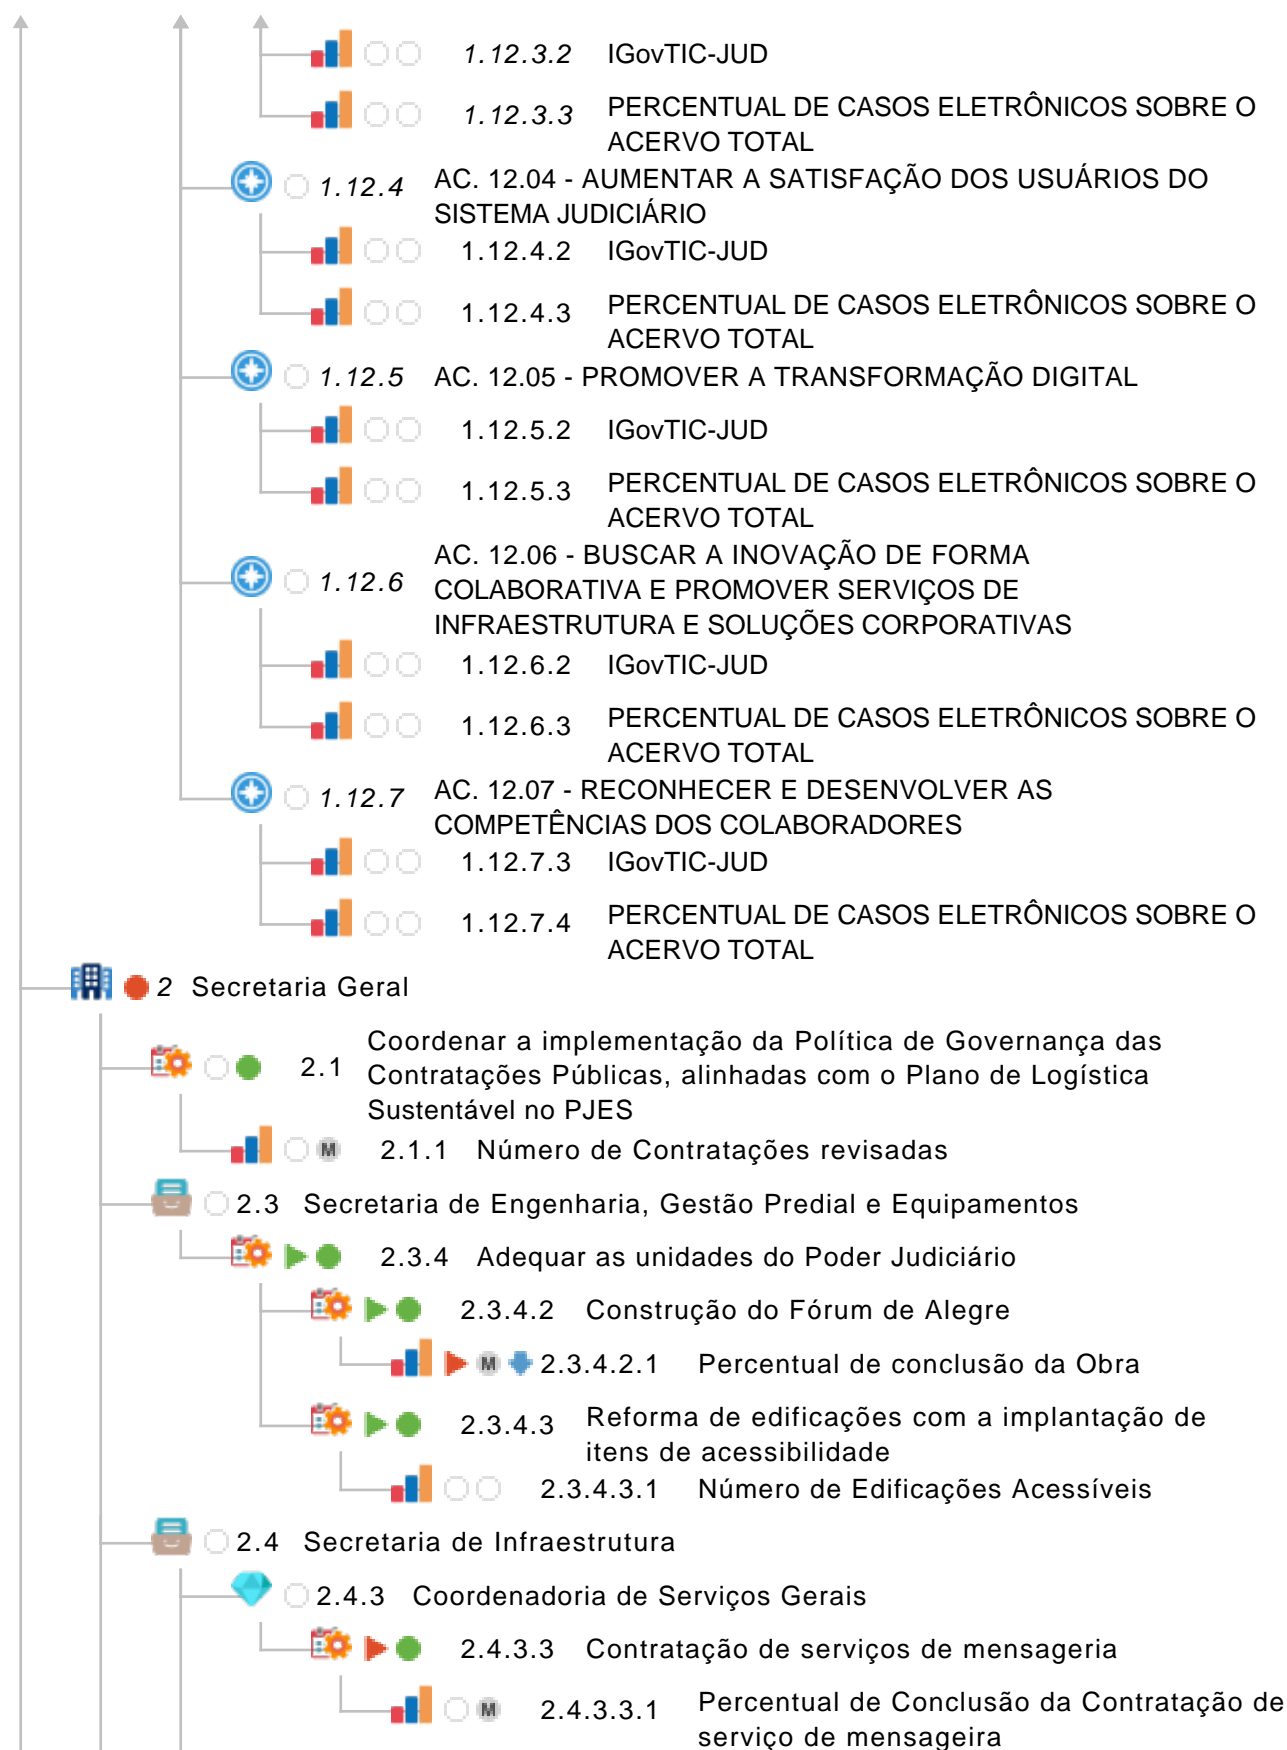 1.12.3.2 IGovTIC-JUD
1.12.3.3 PERCENTUAL DE CASOS ELETRÔNICOS SOBRE O
ACERVO TOTAL
1.12.4 AC. 12.04 - AUMENTAR A SATISFAÇÃO DOS USUÁRIOS DO
SISTEMA JUDICIÁRIO
1.12.4.2 IGovTIC-JUD
1.12.4.3 PERCENTUAL DE CASOS ELETRÔNICOS SOBRE O
ACERVO TOTAL
1.12.5 AC. 12.05 - PROMOVER A TRANSFORMAÇÃO DIGITAL
1.12.5.2 IGovTIC-JUD
1.12.5.3 PERCENTUAL DE CASOS ELETRÔNICOS SOBRE O
ACERVO TOTAL
1.12.6 AC. 12.06 - BUSCAR A INOVAÇÃO DE FORMA
COLABORATIVA E PROMOVER SERVIÇOS DE
INFRAESTRUTURA E SOLUÇÕES CORPORATIVAS
1.12.6.2 IGovTIC-JUD
1.12.6.3 PERCENTUAL DE CASOS ELETRÔNICOS SOBRE O
ACERVO TOTAL
1.12.7 AC. 12.07 - RECONHECER E DESENVOLVER AS
COMPETÊNCIAS DOS COLABORADORES
1.12.7.3 IGovTIC-JUD
1.12.7.4 PERCENTUAL DE CASOS ELETRÔNICOS SOBRE O
ACERVO TOTAL
2 Secretaria Geral
2.1 Coordenar a implementação da Política de Governança das
Contratações Públicas, alinhadas com o Plano de Logística
Sustentável no PJES
M 2.1.1 Número de Contratações revisadas
2.3 Secretaria de Engenharia, Gestão Predial e Equipamentos
2.3.4 Adequar as unidades do Poder Judiciário
2.3.4.2 Construção do Fórum de Alegre
M 2.3.4.2.1 Percentual de conclusão da Obra
2.3.4.3 Reforma de edificações com a implantação de
itens de acessibilidade
2.3.4.3.1 Número de Edificações Acessíveis
2.4 Secretaria de Infraestrutura
2.4.3 Coordenadoria de Serviços Gerais
2.4.3.3 Contratação de serviços de mensageria
M 2.4.3.3.1 Percentual de Conclusão da Contratação de
serviço de mensageira